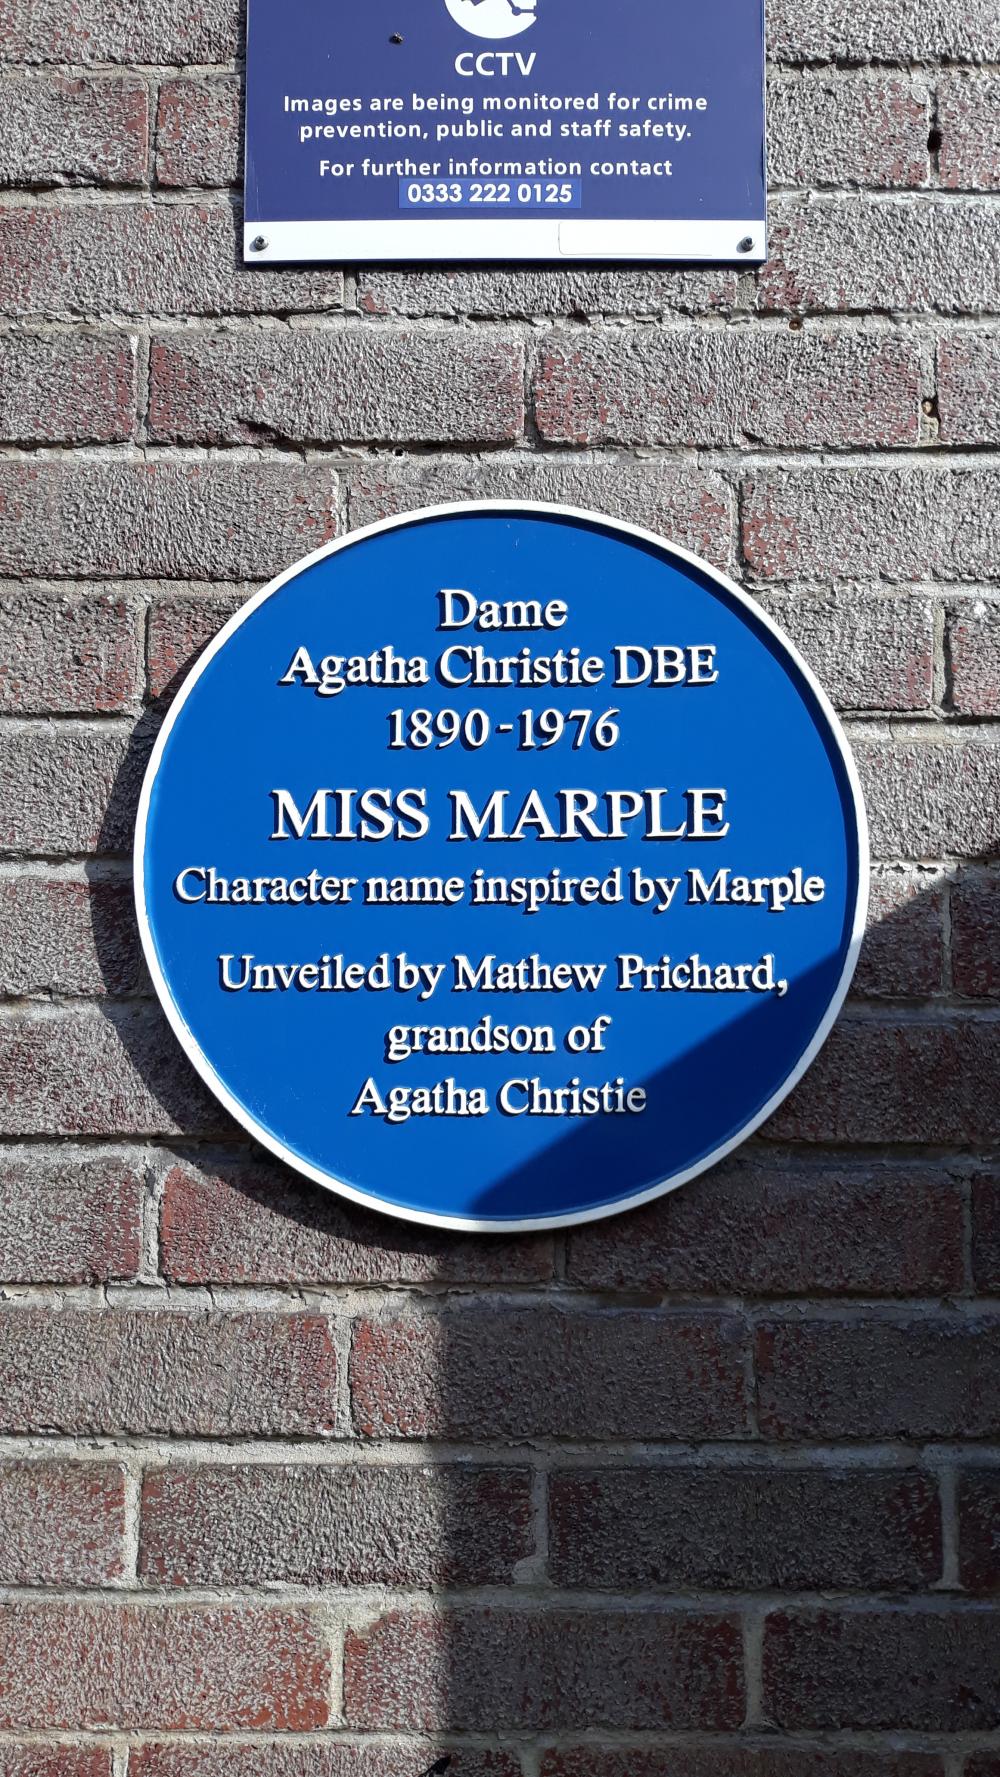 CCTV
Images are being monitored for crime
prevention, public and staff safety.
For further information contact
0333 222 0125
Dame
Agatha Christie DBE
1890-1976
MISS MARPLE
Character name inspired by Marple
Unveiled by Mathew Prichard,
grandson of
Agatha Christie